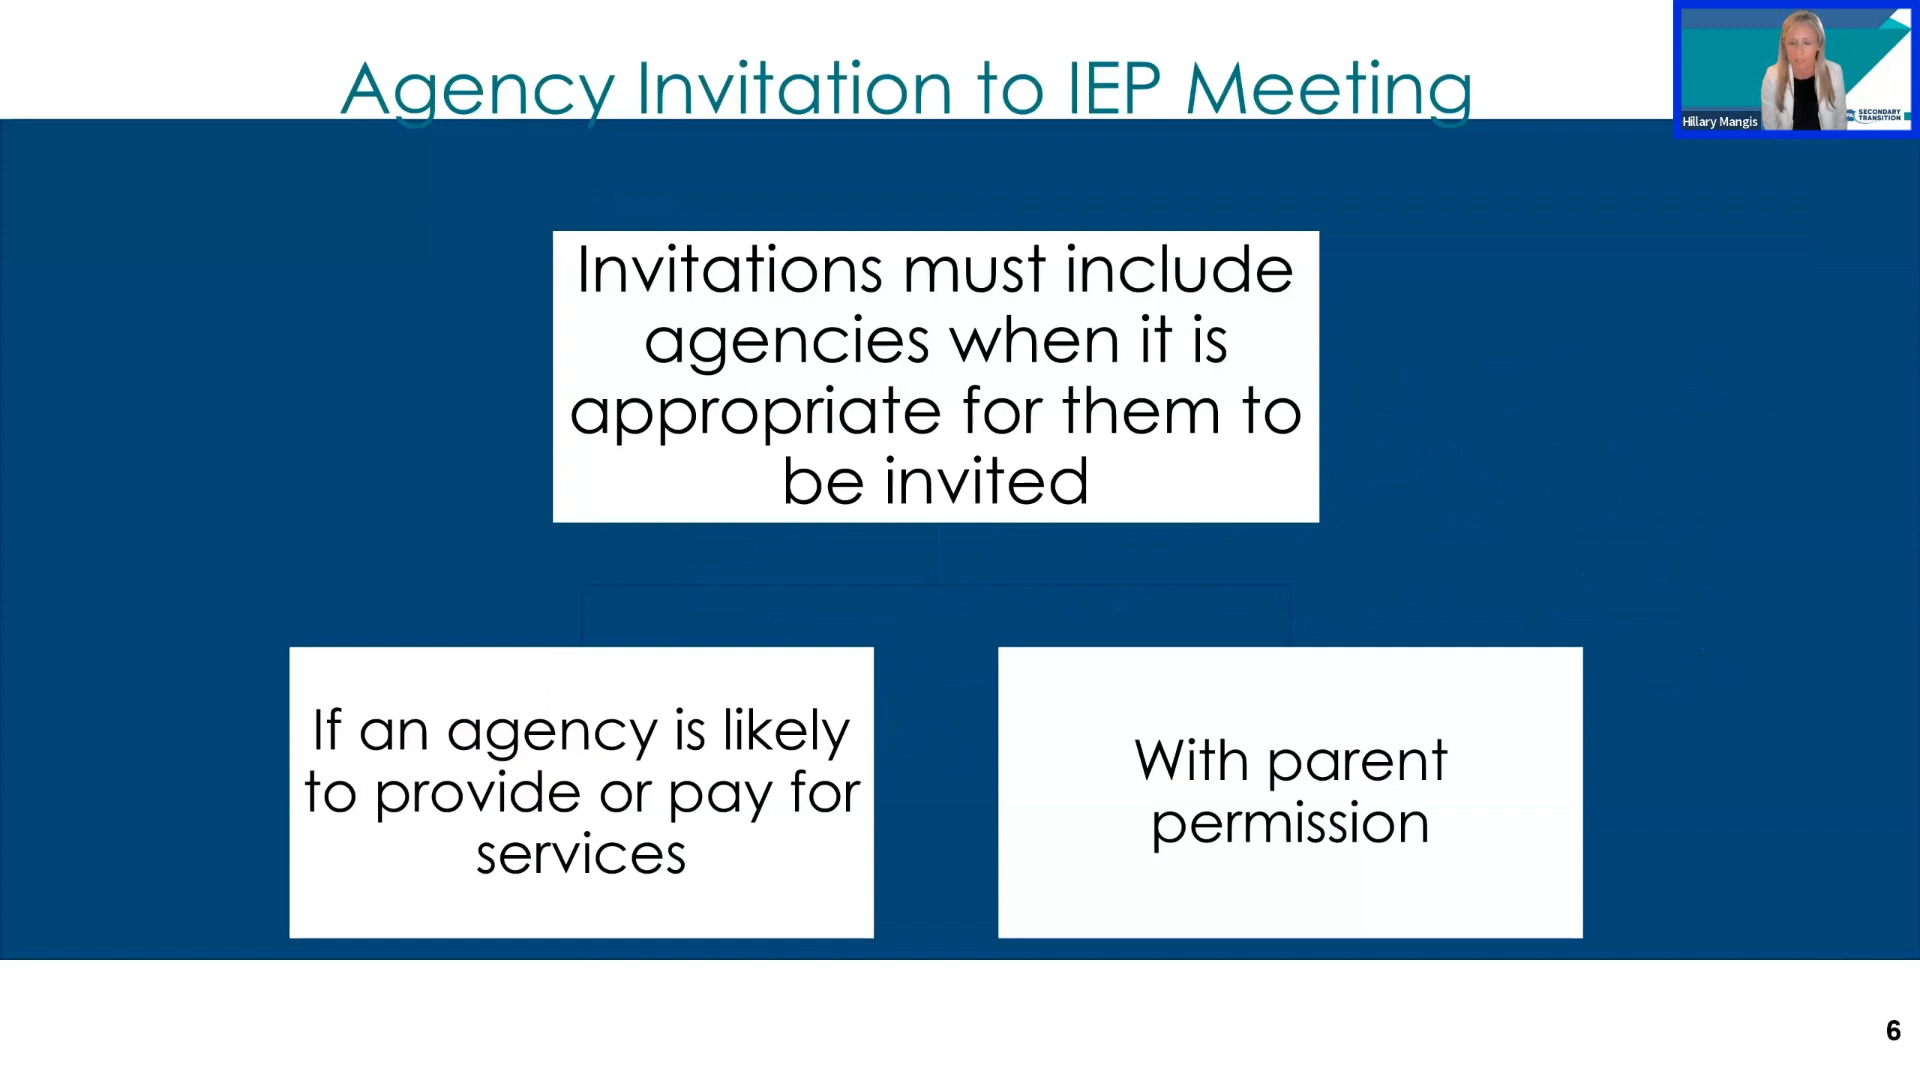 Agency Invitation to IEP Meeting
Hillary Mangis
SECONDARY
TRANSITION
Invitations must include
agencies when it is
appropriate for them to
be invited
If an agency is likely
to provide or pay for
services
With parent
permission
6